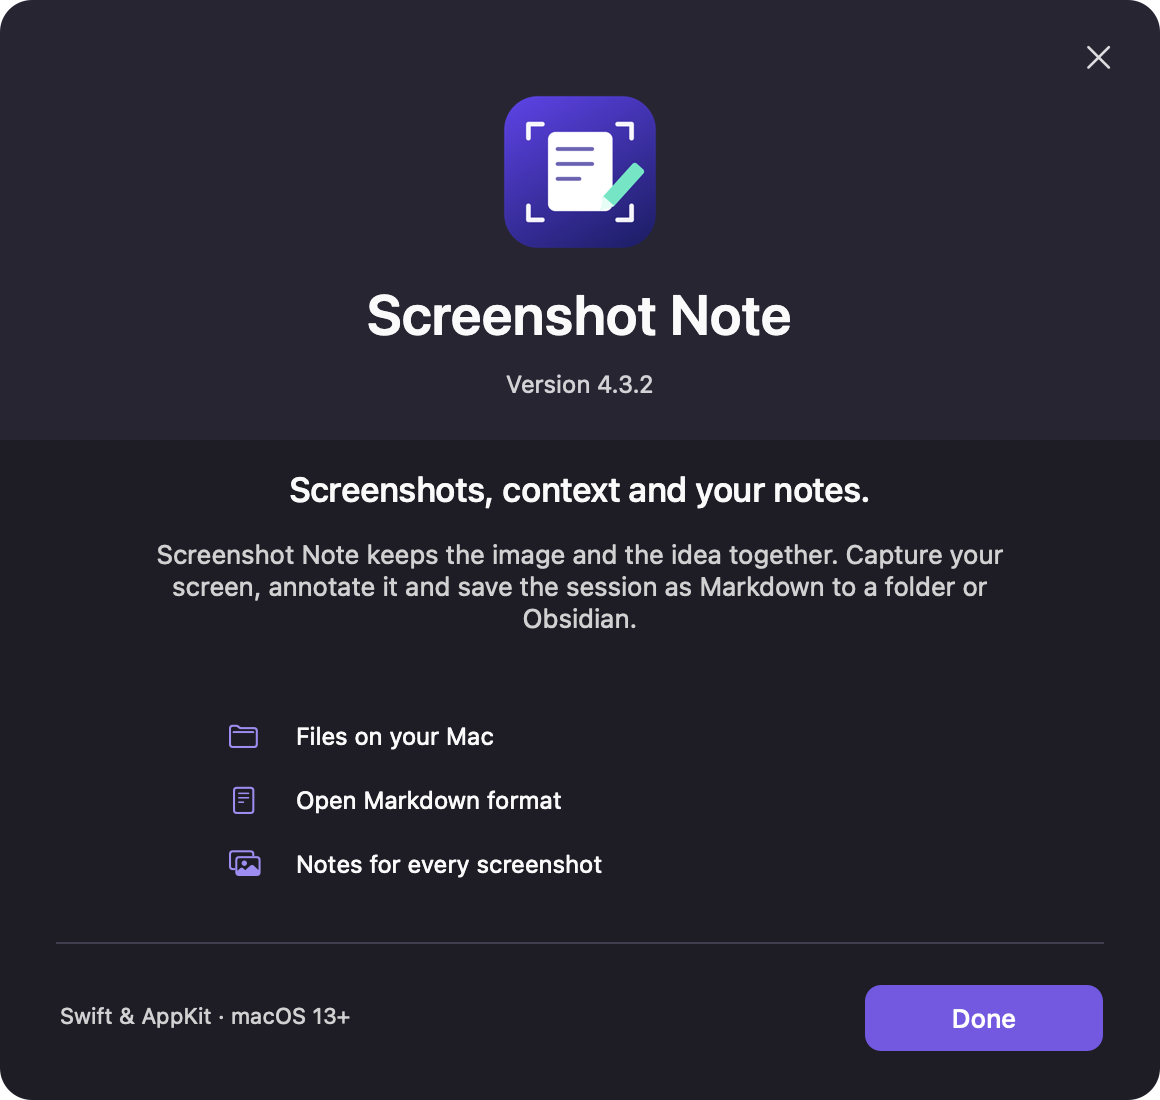 Screenshot Note
Version 4.3.2
Screenshots, context and your notes.
Screenshot Note keeps the image and the idea together. Capture your
screen, annotate it and save the session as Markdown to a folder or
Obsidian.
Files on your Mac
Open Markdown format
Notes for every screenshot
Swift & AppKit · macOS 13+
Done